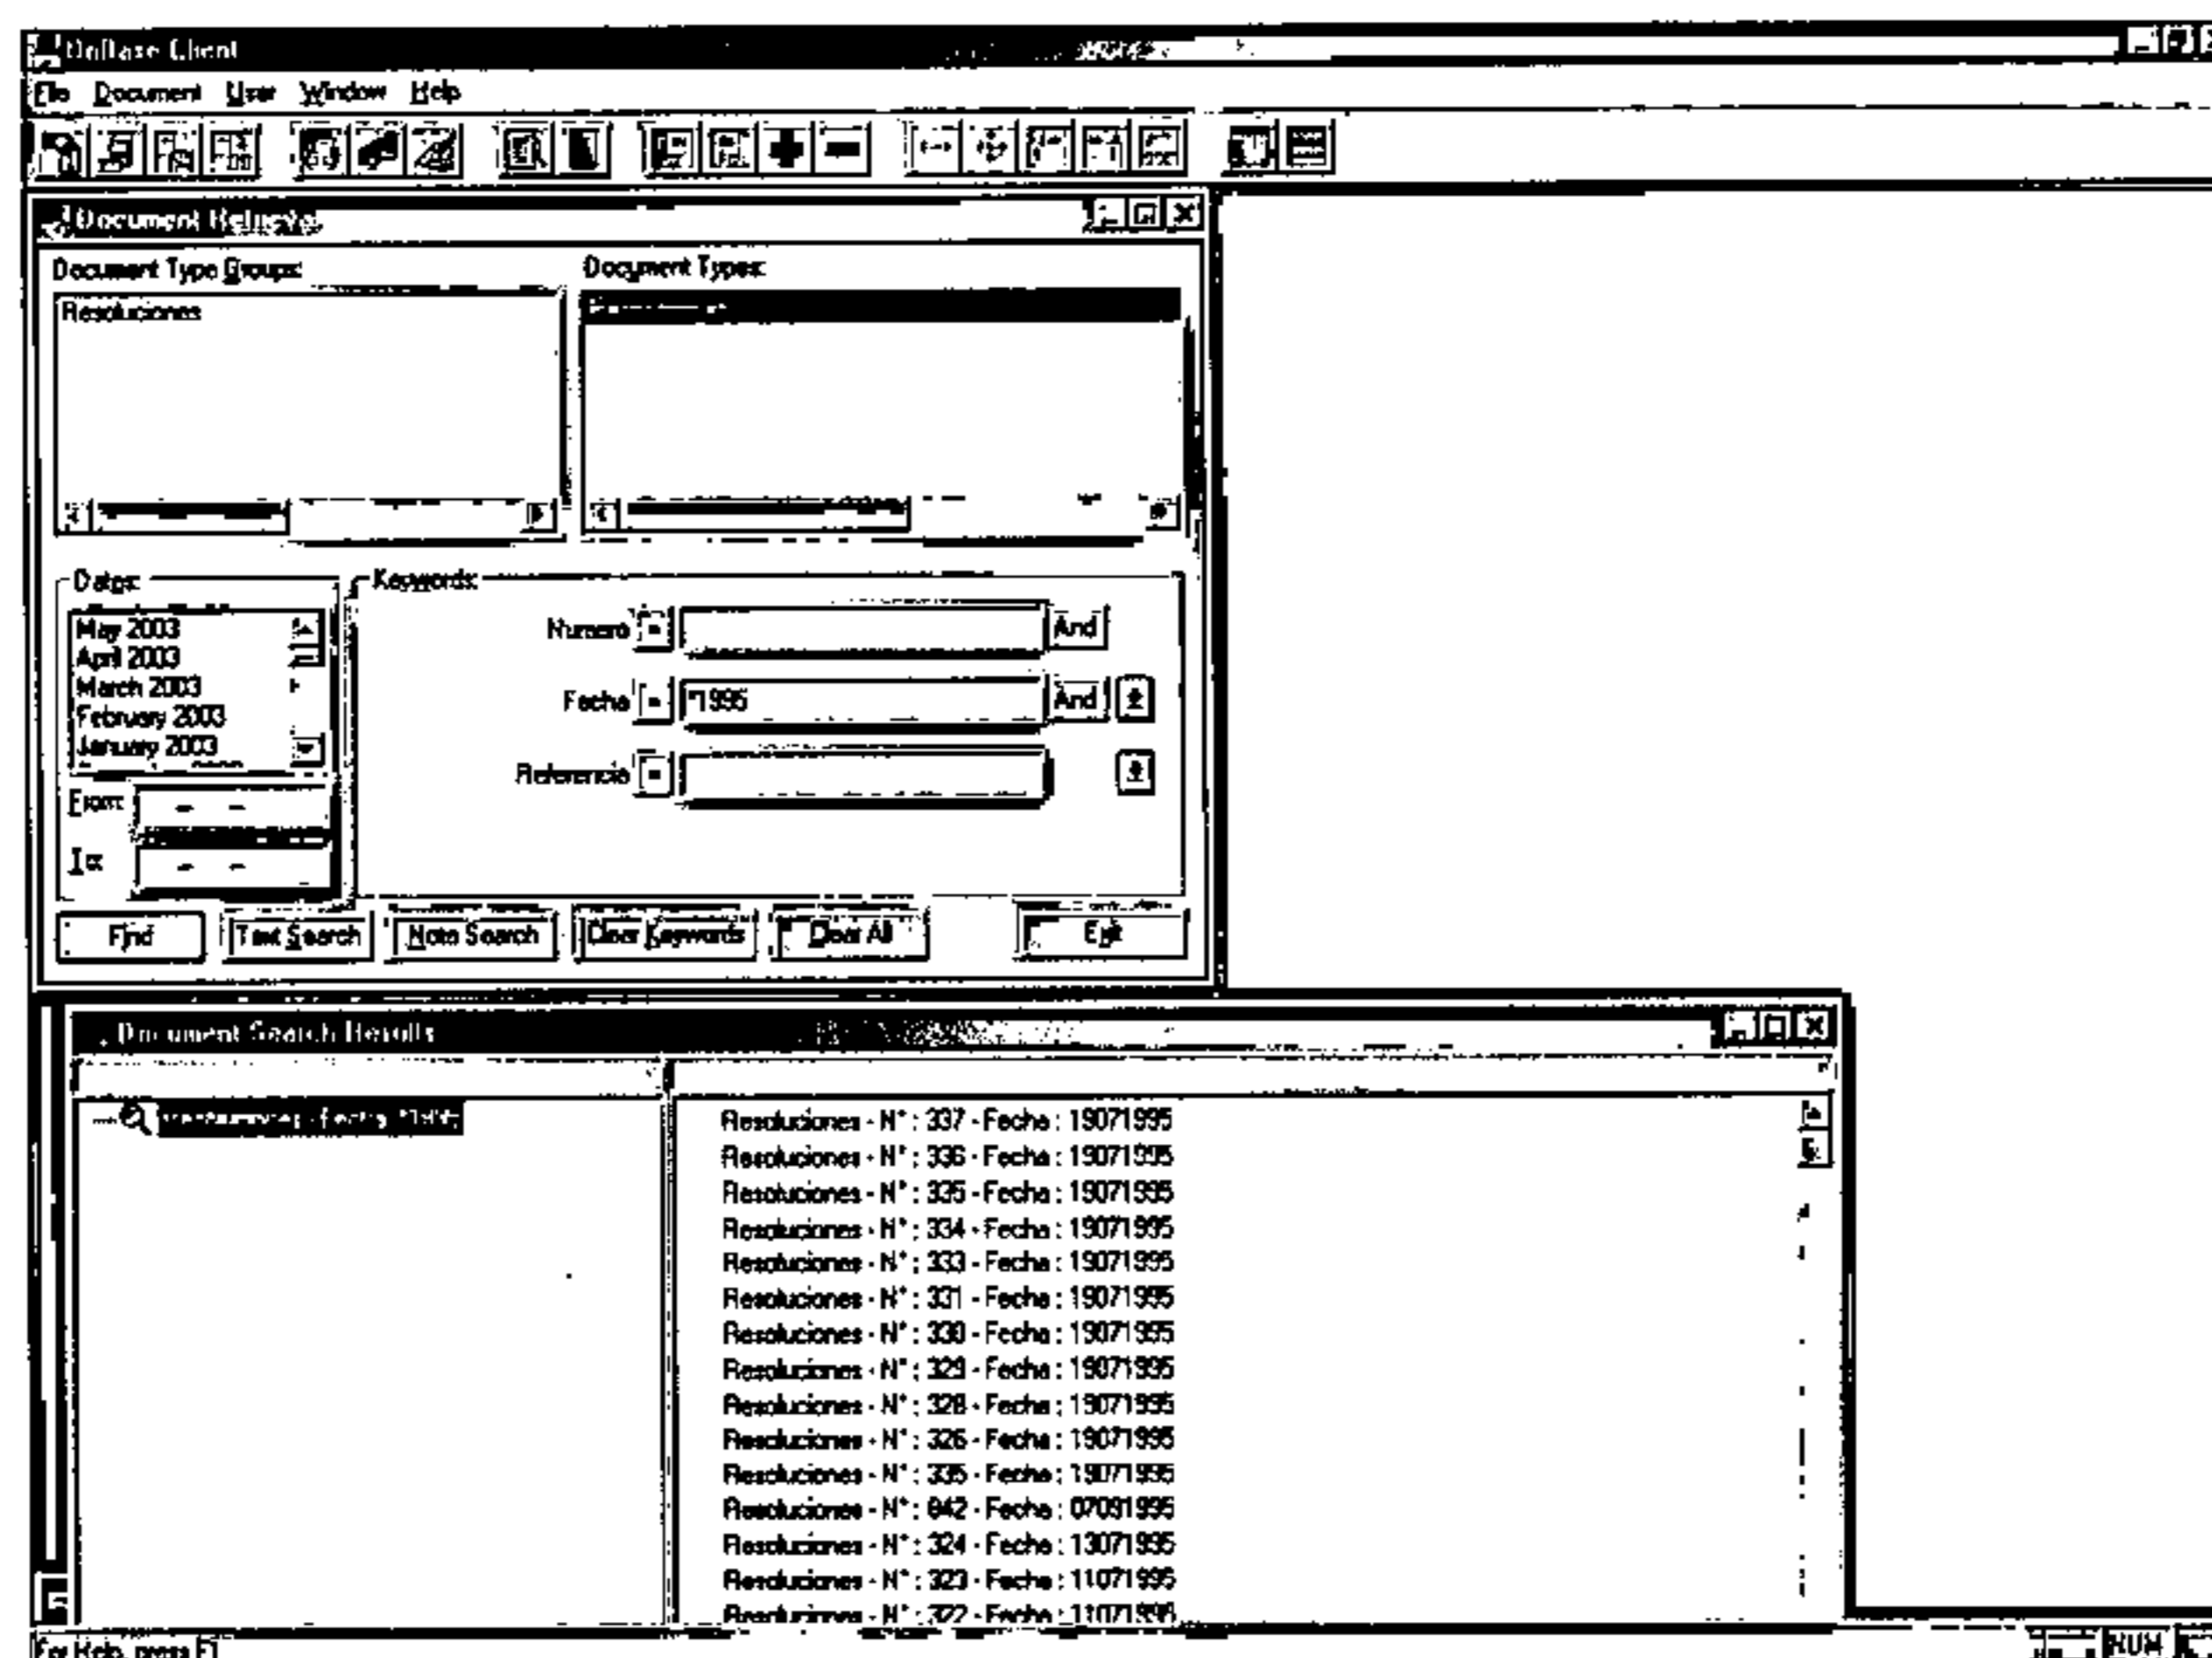 OnBase Client
File Document User Window Help
Document Retrieval
Document Type Groups:
Document Types:
Resoluciones
Dates:
Keywords:
May 2003
April 2003
March 2003
February 2003
January 2003
From:
To:
Numero = And
Fecha = *1995 And
Referencia =
Find Text Search Note Search Clear Keywords Clear All Exit
Document Search Results
Resoluciones - N° : 337 - Fecha : 19071995
Resoluciones - N° : 336 - Fecha : 19071995
Resoluciones - N° : 335 - Fecha : 19071995
Resoluciones - N° : 334 - Fecha : 19071995
Resoluciones - N° : 333 - Fecha : 19071995
Resoluciones - N° : 331 - Fecha : 19071995
Resoluciones - N° : 330 - Fecha : 19071995
Resoluciones - N° : 329 - Fecha : 19071995
Resoluciones - N° : 328 - Fecha : 19071995
Resoluciones - N° : 326 - Fecha : 19071995
Resoluciones - N° : 335 - Fecha : 19071995
Resoluciones - N° : 842 - Fecha : 07091995
Resoluciones - N° : 324 - Fecha : 13071995
Resoluciones - N° : 323 - Fecha : 11071995
Resoluciones - N° : 322 - Fecha : 11071995
For Help, press F1
NUM